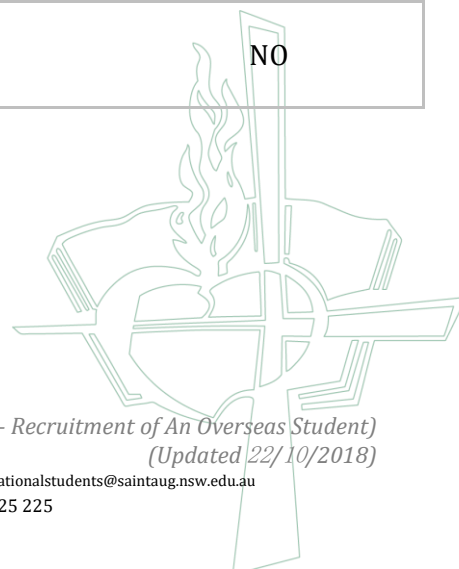 NO
- Recruitment of An Overseas Student)
(Updated 22/10/2018)
ationalstudents@saintaug.nsw.edu.au
25 225